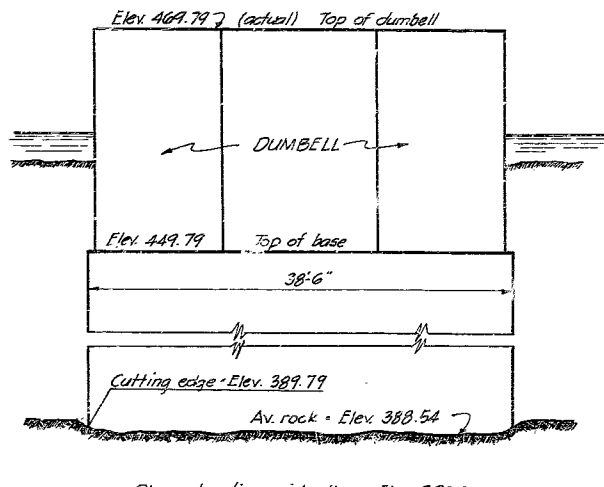 Elev. 469.79 (actual) Top of dumbell
DUMBELL
Elev. 449.79 Top of base
38'-6"
Cutting edge - Elev. 389.79
Av. rock = Elev. 388.54